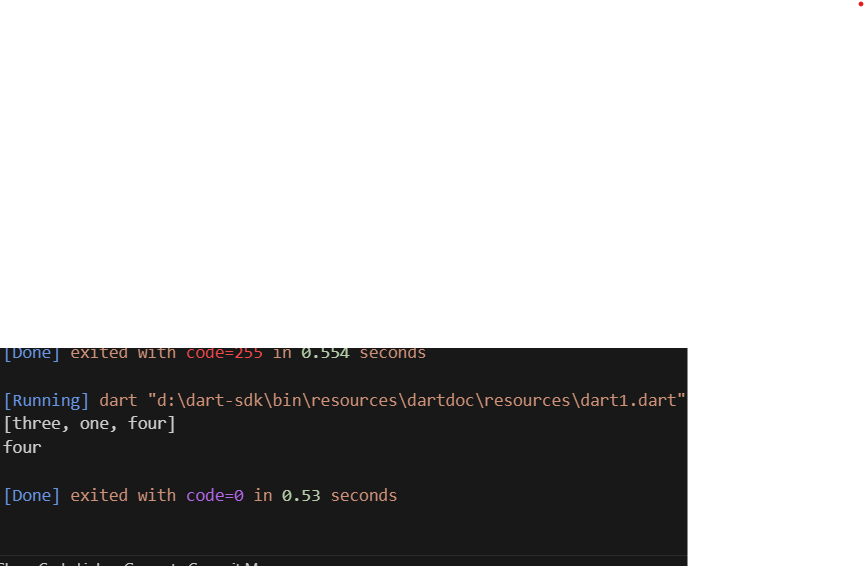 [Done] exited with code=255 in 0.554 seconds
[Running] dart "d:\dart-sdk\bin\resources\dartdoc\resources\dart1.dart"
[three, one, four]
four
[Done] exited with code=0 in 0.53 seconds